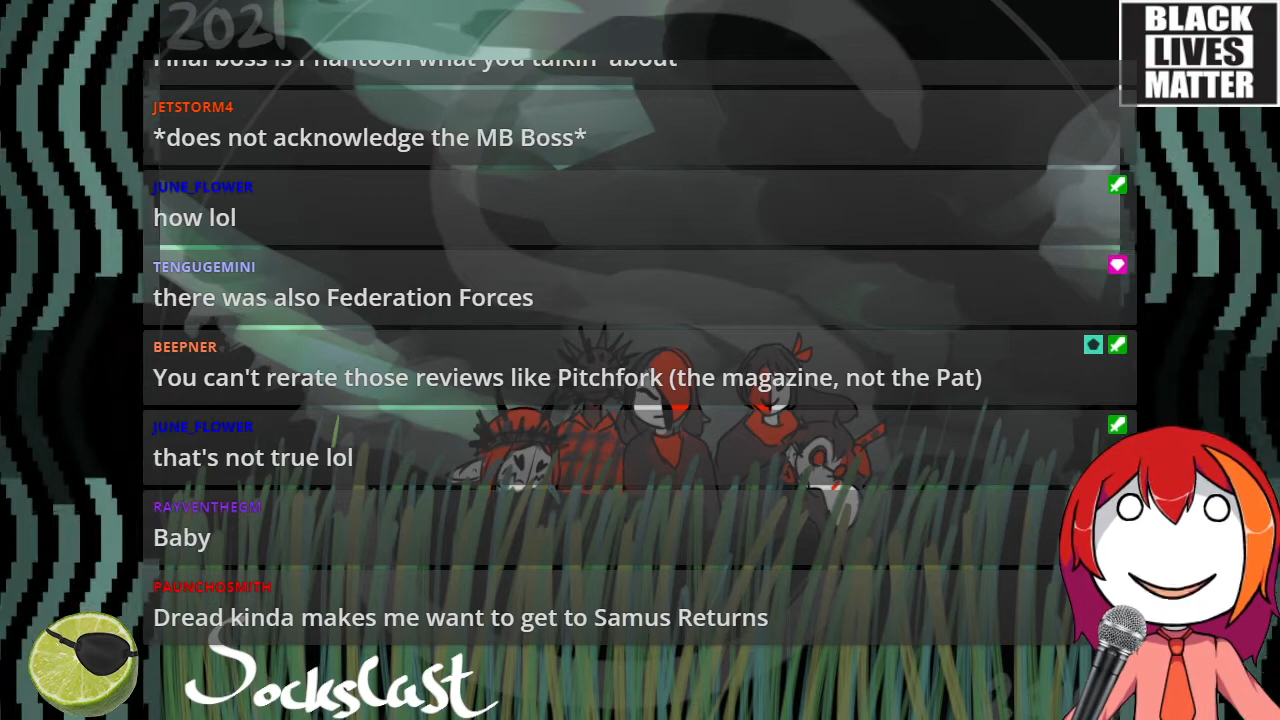 2021
Final boss is Phantoon what you talkin' about
BLACK
LIVES
MATTER
JETSTORM4
*does not acknowledge the MB Boss*
JUNE_FLOWER
how lol
TENGUGEMINI
there was also Federation Forces
BEEPNER
You can't rerate those reviews like Pitchfork (the magazine, not the Pat)
JUNE_FLOWER
that's not true lol
RAYVENTHEGM
Baby
PAUNCHOSMITH
Dread kinda makes me want to get to Samus Returns
SocksCast